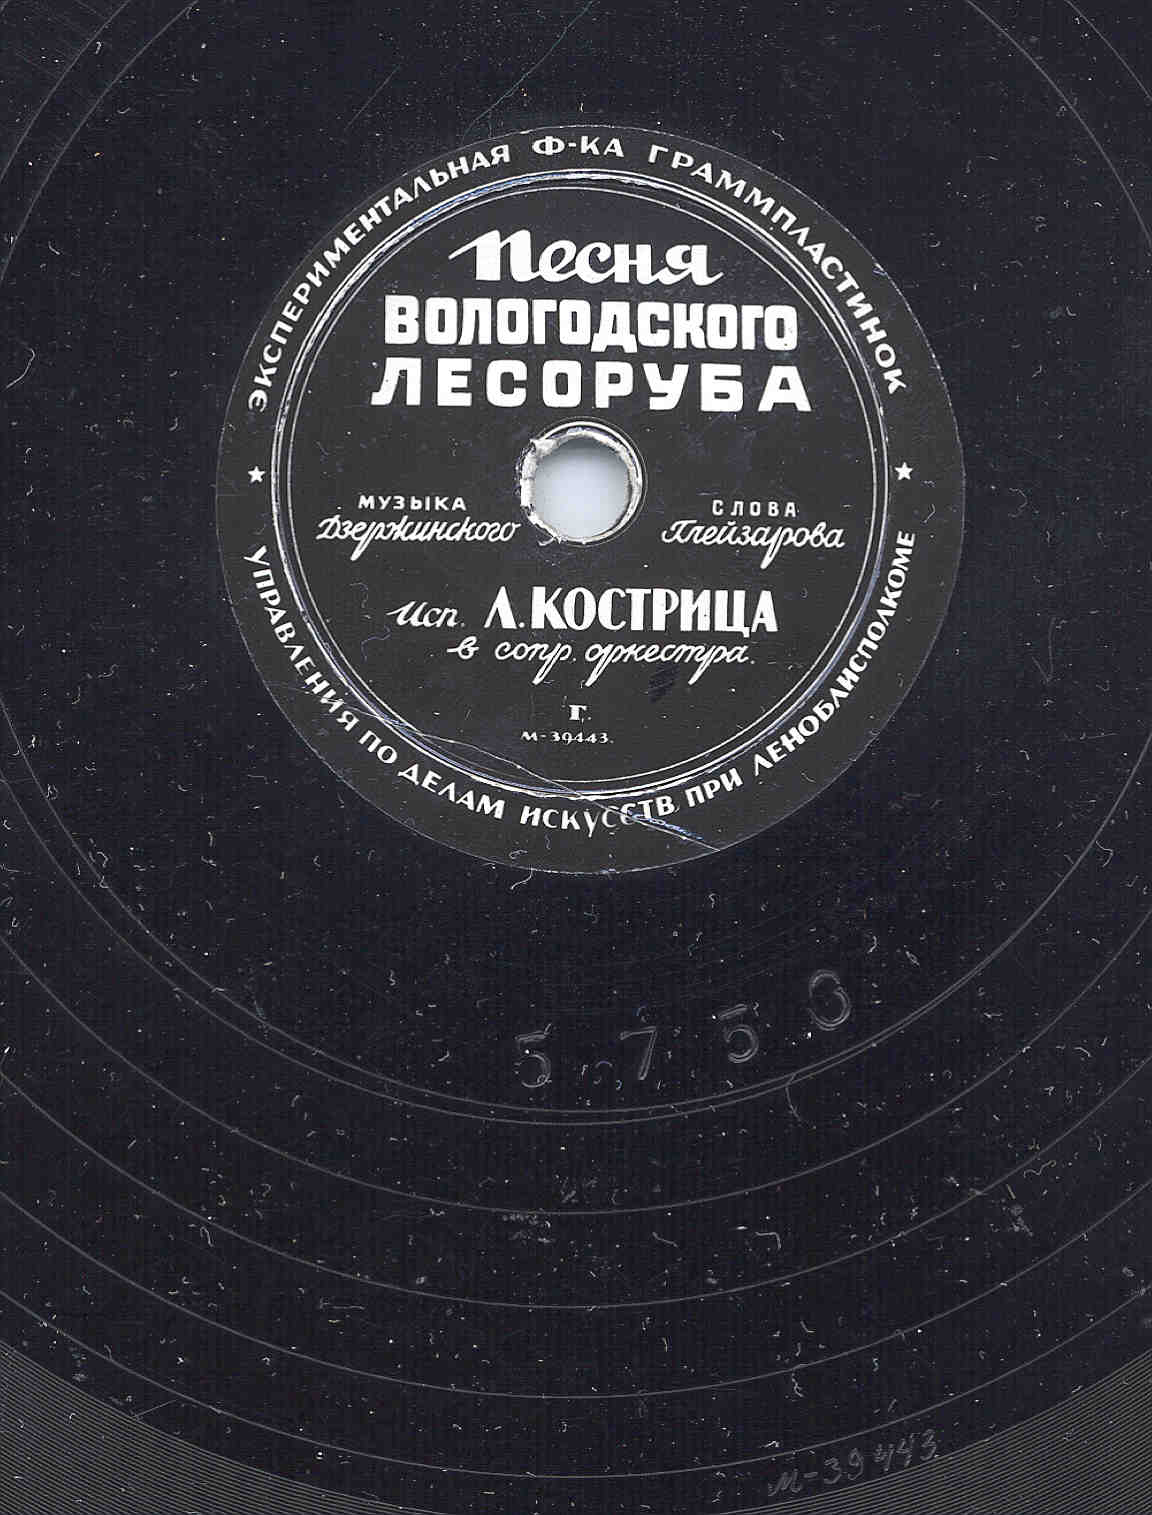 ЭКСПЕРИМЕНТАЛЬНАЯ Ф-КА ГРАММПЛАСТИНОК
Песня
ВОЛОГОДСКОГО
ЛЕСОРУБА
МУЗЫКА
Дзержинского
СЛОВА
Глейзарова
Исп. Л.КОСТРИЦА
в сопр. оркестра.
Г.
М-39443.
УПРАВЛЕНИЯ ПО ДЕЛАМ ИСКУССТВ ПРИ ЛЕНОБЛИСПОЛКОМЕ
5756
М-39443